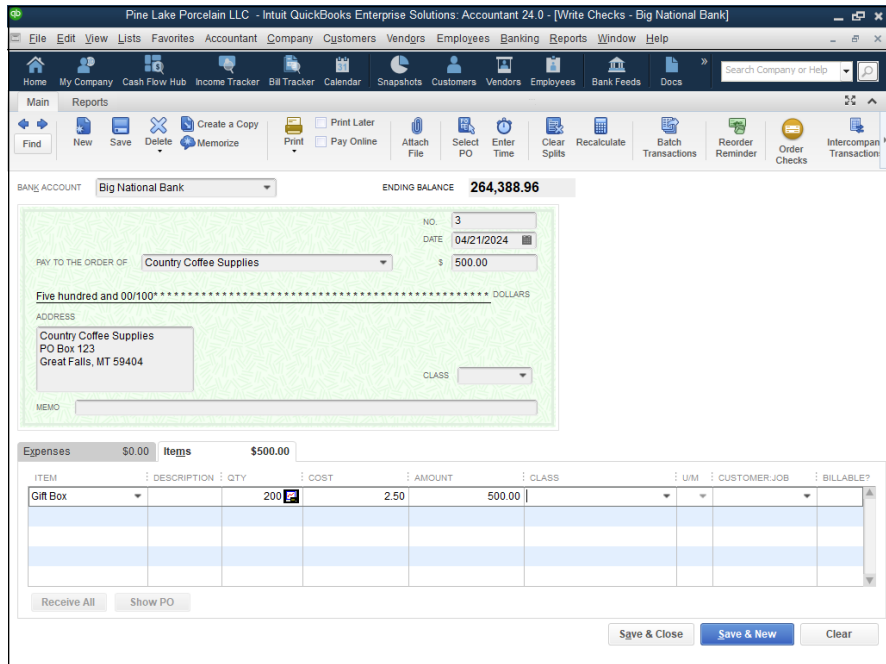 qb Pine Lake Porcelain LLC - Intuit QuickBooks Enterprise Solutions: Accountant 24.0 - [Write Checks - Big National Bank]
File Edit View Lists Favorites Accountant Company Customers Vendors Employees Banking Reports Window Help
Home My Company Cash Flow Hub Income Tracker Bill Tracker Calendar Snapshots Customers Vendors Employees Bank Feeds Docs » Search Company or Help
Main Reports
Find New Save Delete Create a Copy Memorize Print Print Later Pay Online Attach File Select PO Enter Time Clear Splits Recalculate Batch Transactions Reorder Reminder Order Checks Intercompan Transaction
BANK ACCOUNT Big National Bank ENDING BALANCE 264,388.96
NO. 3
DATE 04/21/2024
PAY TO THE ORDER OF Country Coffee Supplies $ 500.00
Five hundred and 00/100* * * * * * * * * * * * * * * * * * * * * * * * * * * * * * * * * * * * * * * * * * * * * * * * * DOLLARS
ADDRESS
Country Coffee Supplies
PO Box 123
Great Falls, MT 59404
CLASS
MEMO
Expenses $0.00 Items $500.00
ITEM DESCRIPTION QTY COST AMOUNT CLASS U/M CUSTOMER:JOB BILLABLE?
Gift Box 200 2.50 500.00
Receive All Show PO
Save & Close Save & New Clear